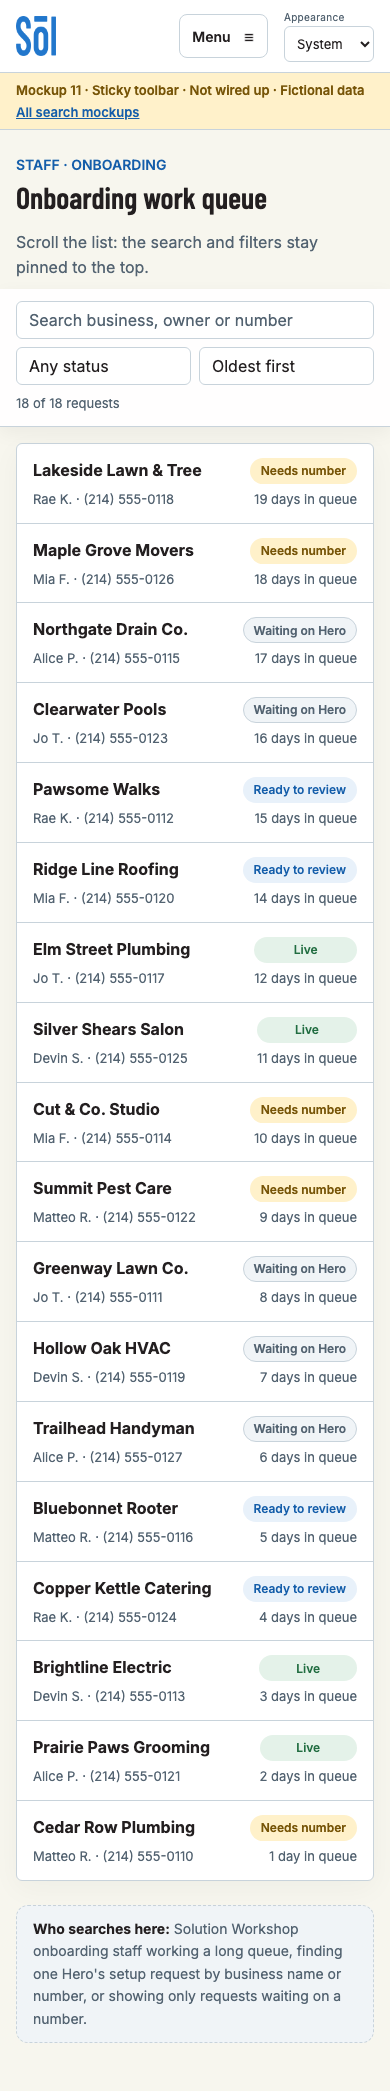 Sōl
Menu ≡
Appearance
System
Mockup 11 · Sticky toolbar · Not wired up · Fictional data
All search mockups
STAFF · ONBOARDING
Onboarding work queue
Scroll the list: the search and filters stay
pinned to the top.
Search business, owner or number
Any status
Oldest first
18 of 18 requests
Lakeside Lawn & Tree
Needs number
Rae K. · (214) 555-0118
19 days in queue
Maple Grove Movers
Needs number
Mia F. · (214) 555-0126
18 days in queue
Northgate Drain Co.
Waiting on Hero
Alice P. · (214) 555-0115
17 days in queue
Clearwater Pools
Waiting on Hero
Jo T. · (214) 555-0123
16 days in queue
Pawsome Walks
Ready to review
Rae K. · (214) 555-0112
15 days in queue
Ridge Line Roofing
Ready to review
Mia F. · (214) 555-0120
14 days in queue
Elm Street Plumbing
Live
Jo T. · (214) 555-0117
12 days in queue
Silver Shears Salon
Live
Devin S. · (214) 555-0125
11 days in queue
Cut & Co. Studio
Needs number
Mia F. · (214) 555-0114
10 days in queue
Summit Pest Care
Needs number
Matteo R. · (214) 555-0122
9 days in queue
Greenway Lawn Co.
Waiting on Hero
Jo T. · (214) 555-0111
8 days in queue
Hollow Oak HVAC
Waiting on Hero
Devin S. · (214) 555-0119
7 days in queue
Trailhead Handyman
Waiting on Hero
Alice P. · (214) 555-0127
6 days in queue
Bluebonnet Rooter
Ready to review
Matteo R. · (214) 555-0116
5 days in queue
Copper Kettle Catering
Ready to review
Rae K. · (214) 555-0124
4 days in queue
Brightline Electric
Live
Devin S. · (214) 555-0113
3 days in queue
Prairie Paws Grooming
Live
Alice P. · (214) 555-0121
2 days in queue
Cedar Row Plumbing
Needs number
Matteo R. · (214) 555-0110
1 day in queue
Who searches here: Solution Workshop
onboarding staff working a long queue, finding
one Hero's setup request by business name or
number, or showing only requests waiting on a
number.